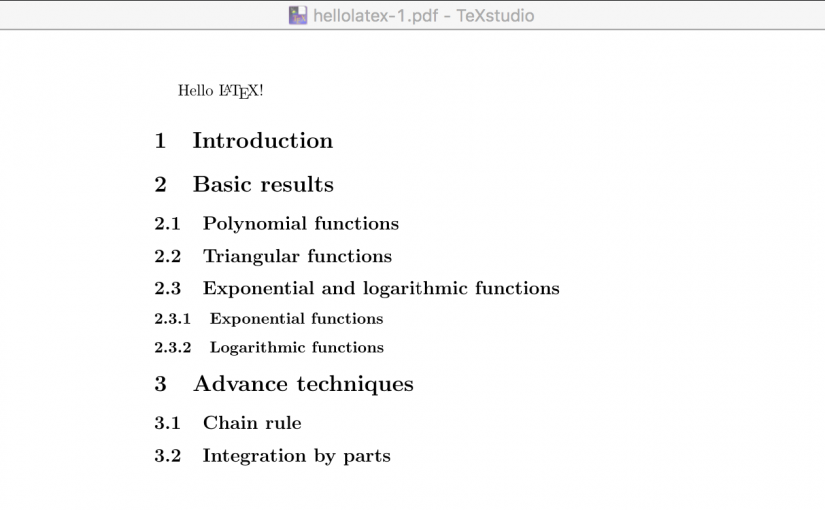 hellolatex-1.pdf - TeXstudio
Hello LATEX!
1 Introduction
2 Basic results
2.1 Polynomial functions
2.2 Triangular functions
2.3 Exponential and logarithmic functions
2.3.1 Exponential functions
2.3.2 Logarithmic functions
3 Advance techniques
3.1 Chain rule
3.2 Integration by parts